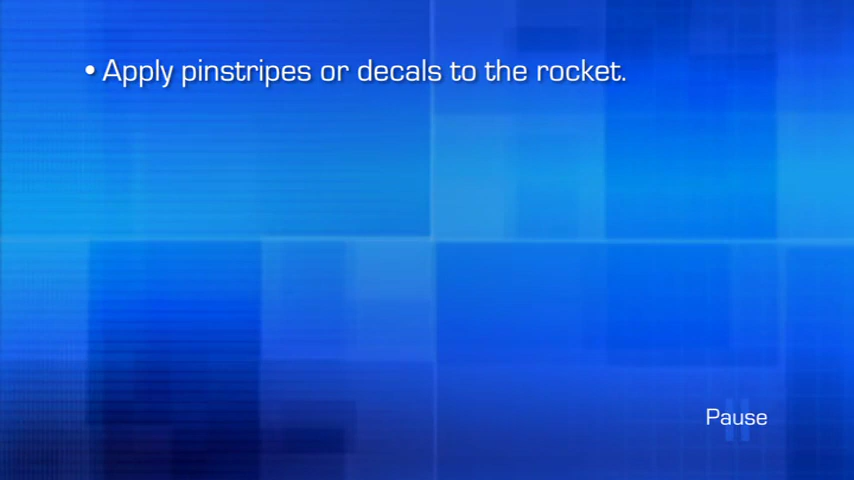 • Apply pinstripes or decals to the rocket.
Pause